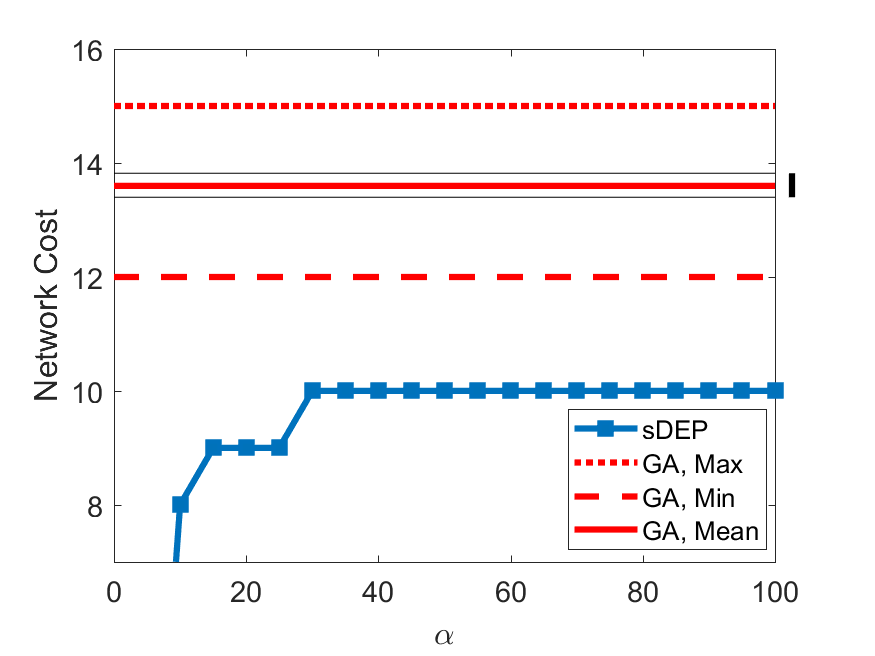 16
14
12
10
8
Network Cost
0 20 40 60 80 100
α
sDEP
GA, Max
GA, Min
GA, Mean